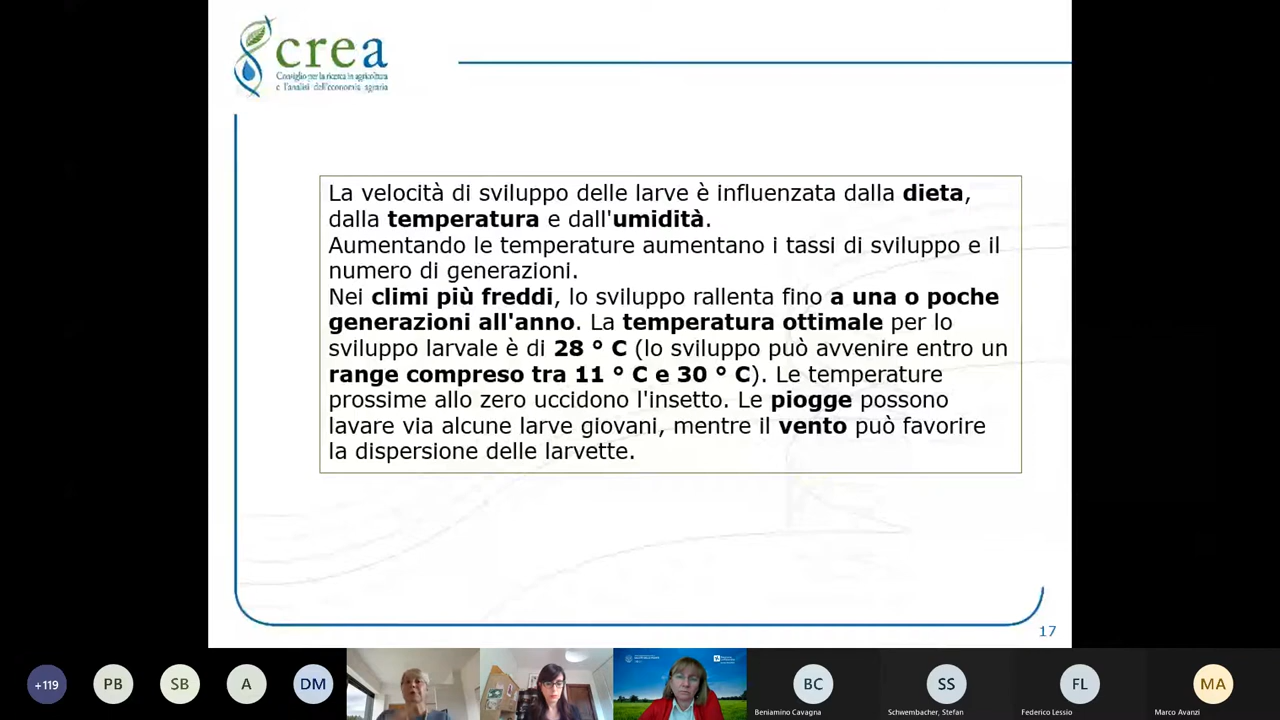 crea
Consiglio per la ricerca in agricoltura
e l'analisi dell'economia agraria
La velocità di sviluppo delle larve è influenzata dalla dieta,
dalla temperatura e dall'umidità.
Aumentando le temperature aumentano i tassi di sviluppo e il
numero di generazioni.
Nei climi più freddi, lo sviluppo rallenta fino a una o poche
generazioni all'anno. La temperatura ottimale per lo
sviluppo larvale è di 28 ° C (lo sviluppo può avvenire entro un
range compreso tra 11 ° C e 30 ° C). Le temperature
prossime allo zero uccidono l'insetto. Le piogge possono
lavare via alcune larve giovani, mentre il vento può favorire
la dispersione delle larvette.
17
+119
PB
SB
A
DM
BC
SS
FL
MA
Beniamino Cavagna
Schwembacher, Stefan
Federico Lessio
Marco Avanzi